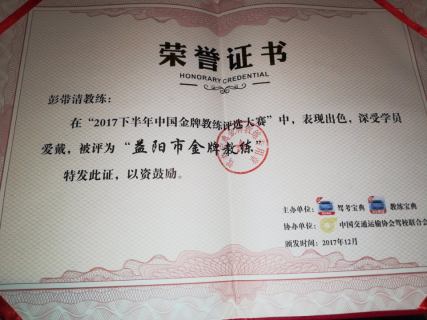 荣誉证书
HONORARY CREDENTIAL
彭带请教练：
在“2017下半年中国金牌教练评选大赛”中，表现出色，深受学员
爱戴，被评为“益阳市金牌教练”
特发此证，以资鼓励。
主办单位： 驾考宝典 教练宝典
协办单位： 中国交通运输协会驾校联合会
颁发时间：2017年12月